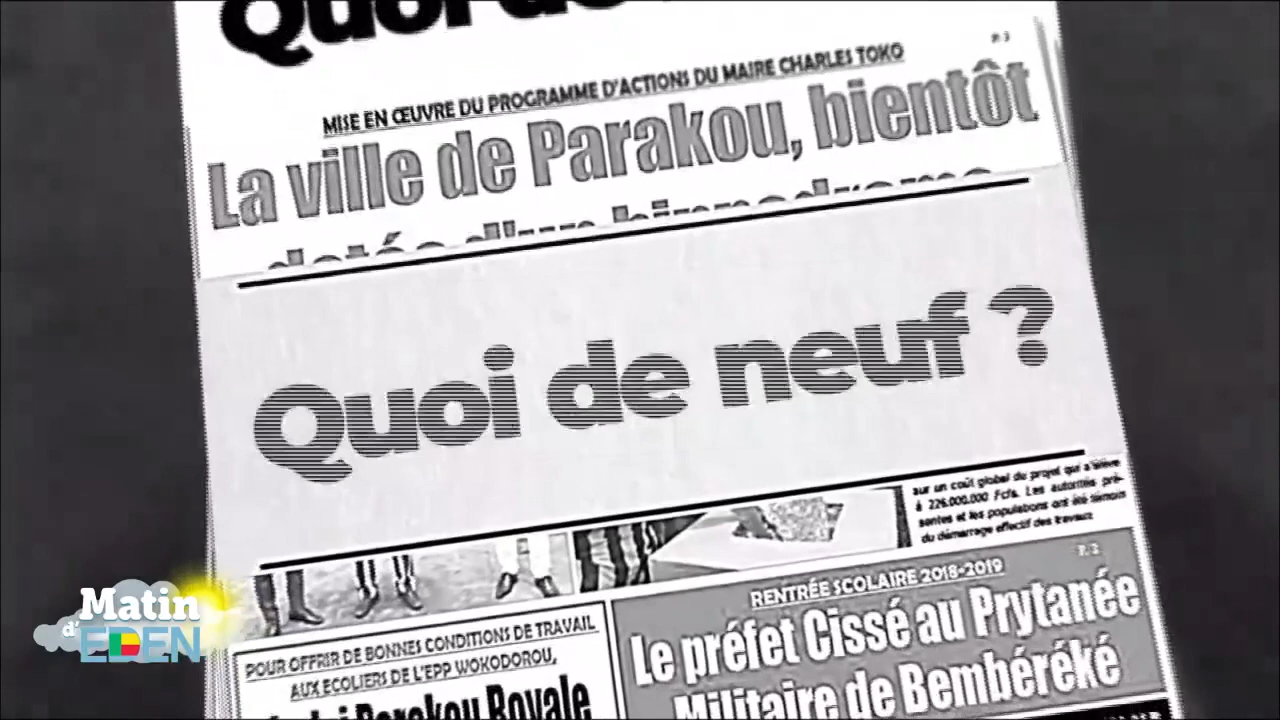 Quoi de
P. 3
MISE EN ŒUVRE DU PROGRAMME D'ACTIONS DU MAIRE CHARLES TOKO
La ville de Parakou, bientôt
Quoi de neuf ?
sur un coût global du projet qui s'élève
à 226.000.000 Fcfa. Les autorités pré-
sentes et les populations ont été témoins
du démarrage effectif des travaux
P. 2
RENTRÉE SCOLAIRE 2018-2019
Le préfet Cissé au Prytanée
Militaire de Bembéréké
POUR OFFRIR DE BONNES CONDITIONS DE TRAVAIL
AUX ECOLIERS DE L'EPP WOKODOROU,
Parakou Royale
Matin
d'EDEN